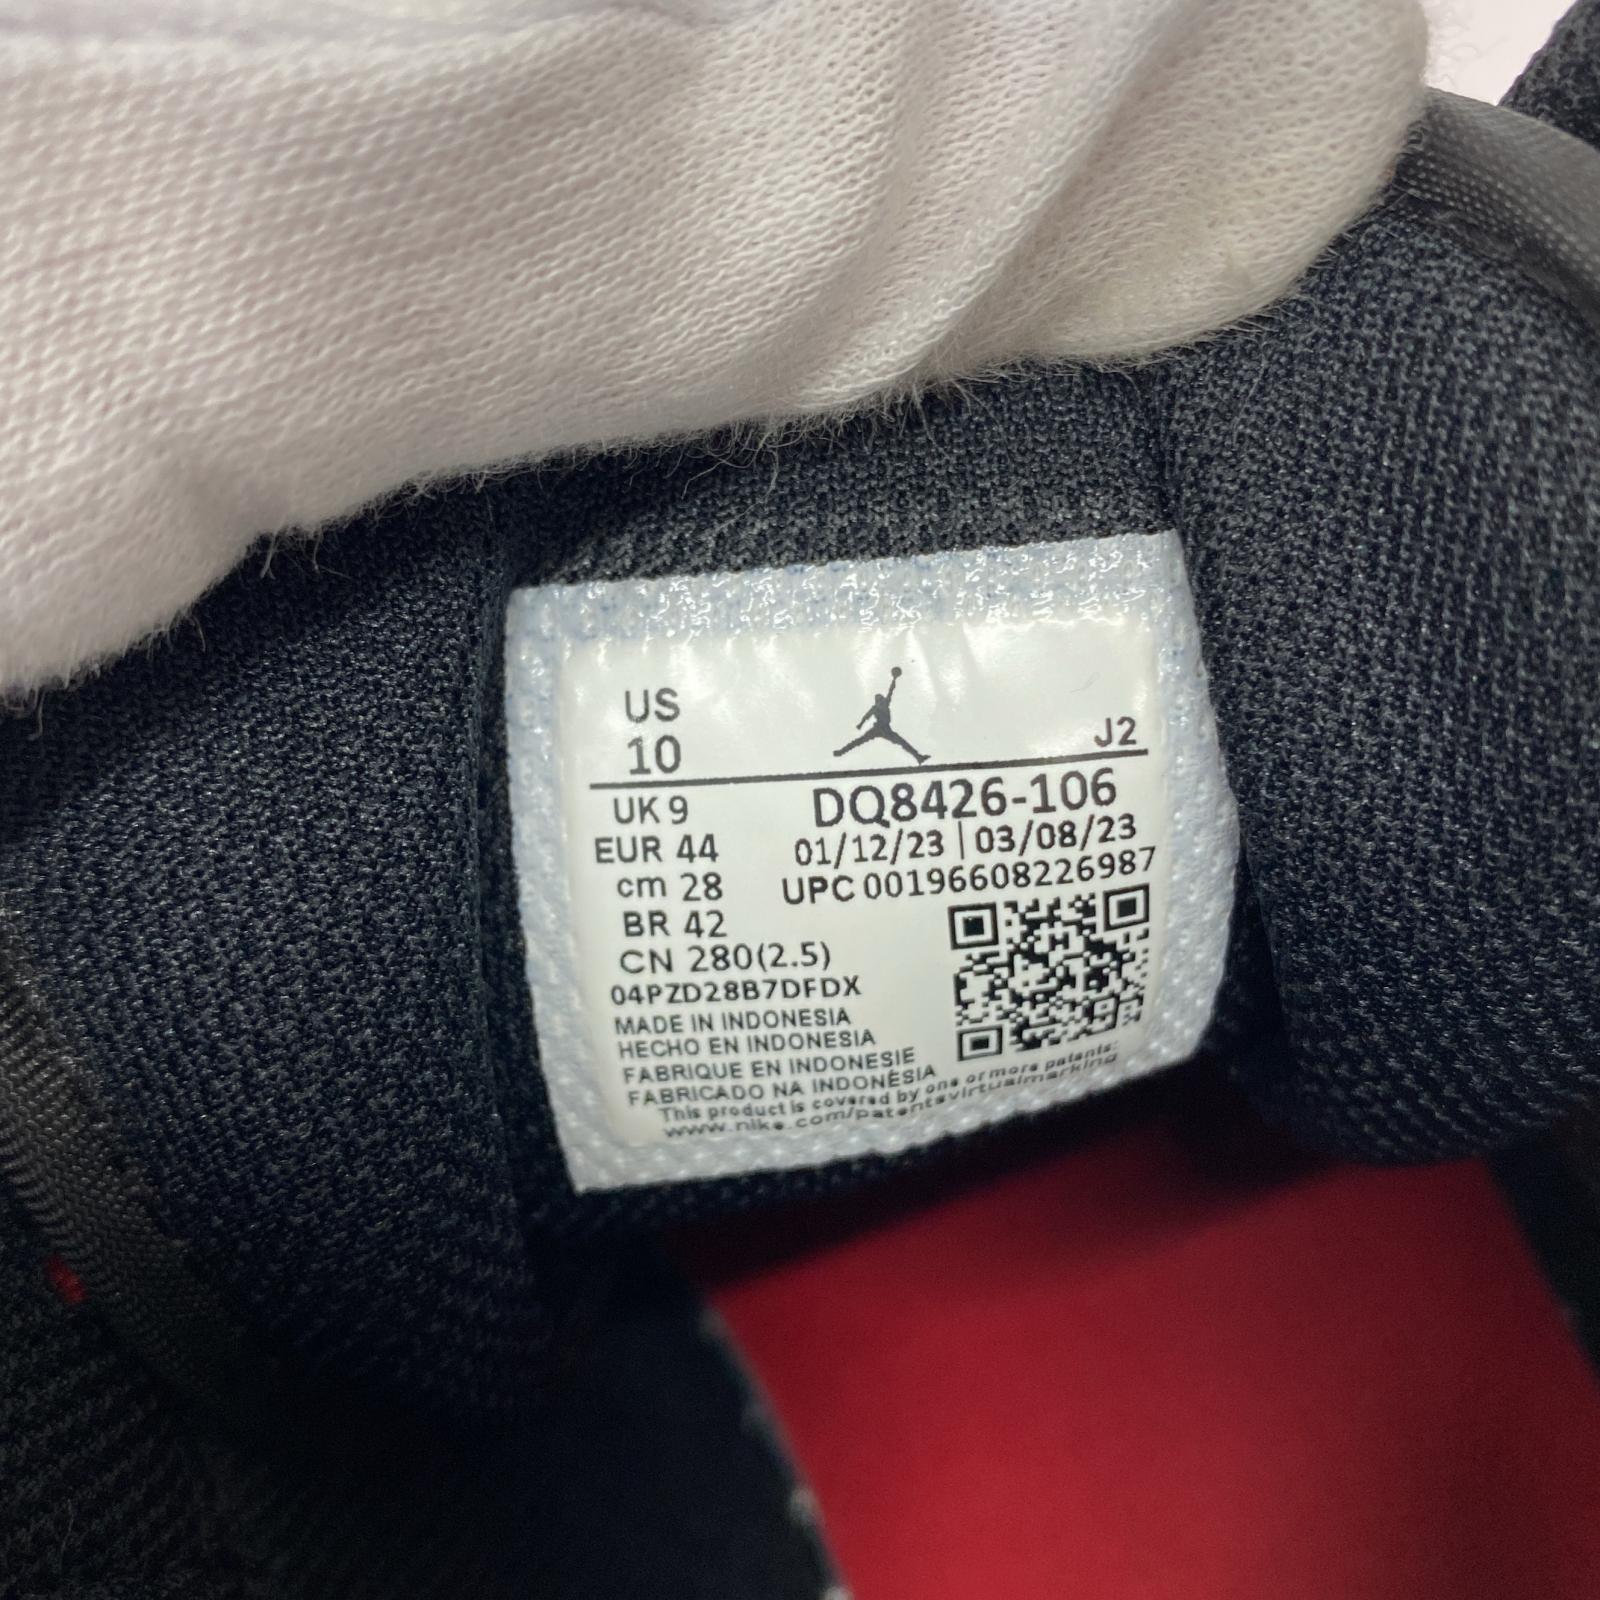 US
10
J2
UK 9
DQ8426-106
EUR 44
01/12/23 | 03/08/23
cm 28
UPC 00196608226987
BR 42
CN 280(2.5)
04PZD28B7DFDX
MADE IN INDONESIA
HECHO EN INDONESIA
FABRIQUE EN INDONESIE
FABRICADO NA INDONÉSIA
This product is covered by one or more patents:
www.nike.com/patentsvirtualmarking